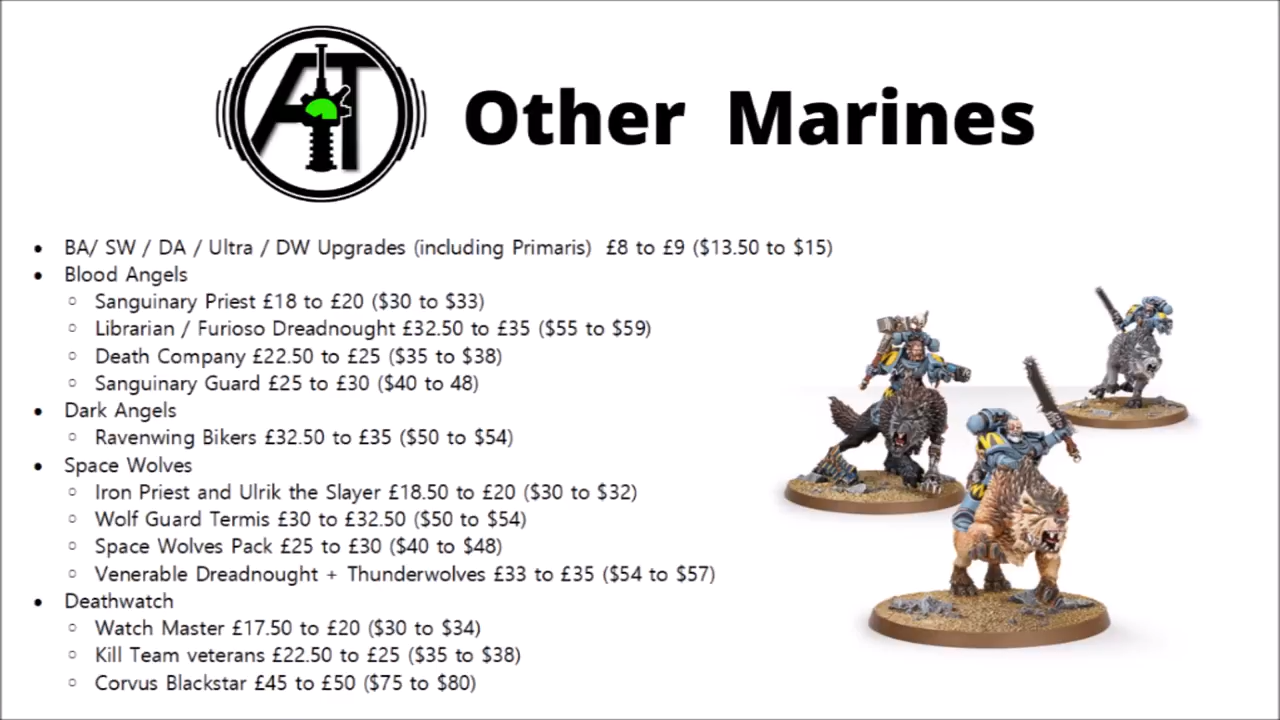 AT
Other Marines
• BA/ SW / DA / Ultra / DW Upgrades (including Primaris) £8 to £9 ($13.50 to $15)
• Blood Angels
○ Sanguinary Priest £18 to £20 ($30 to $33)
○ Librarian / Furioso Dreadnought £32.50 to £35 ($55 to $59)
○ Death Company £22.50 to £25 ($35 to $38)
○ Sanguinary Guard £25 to £30 ($40 to 48)
• Dark Angels
○ Ravenwing Bikers £32.50 to £35 ($50 to $54)
• Space Wolves
○ Iron Priest and Ulrik the Slayer £18.50 to £20 ($30 to $32)
○ Wolf Guard Termis £30 to £32.50 ($50 to $54)
○ Space Wolves Pack £25 to £30 ($40 to $48)
○ Venerable Dreadnought + Thunderwolves £33 to £35 ($54 to $57)
• Deathwatch
○ Watch Master £17.50 to £20 ($30 to $34)
○ Kill Team veterans £22.50 to £25 ($35 to $38)
○ Corvus Blackstar £45 to £50 ($75 to $80)